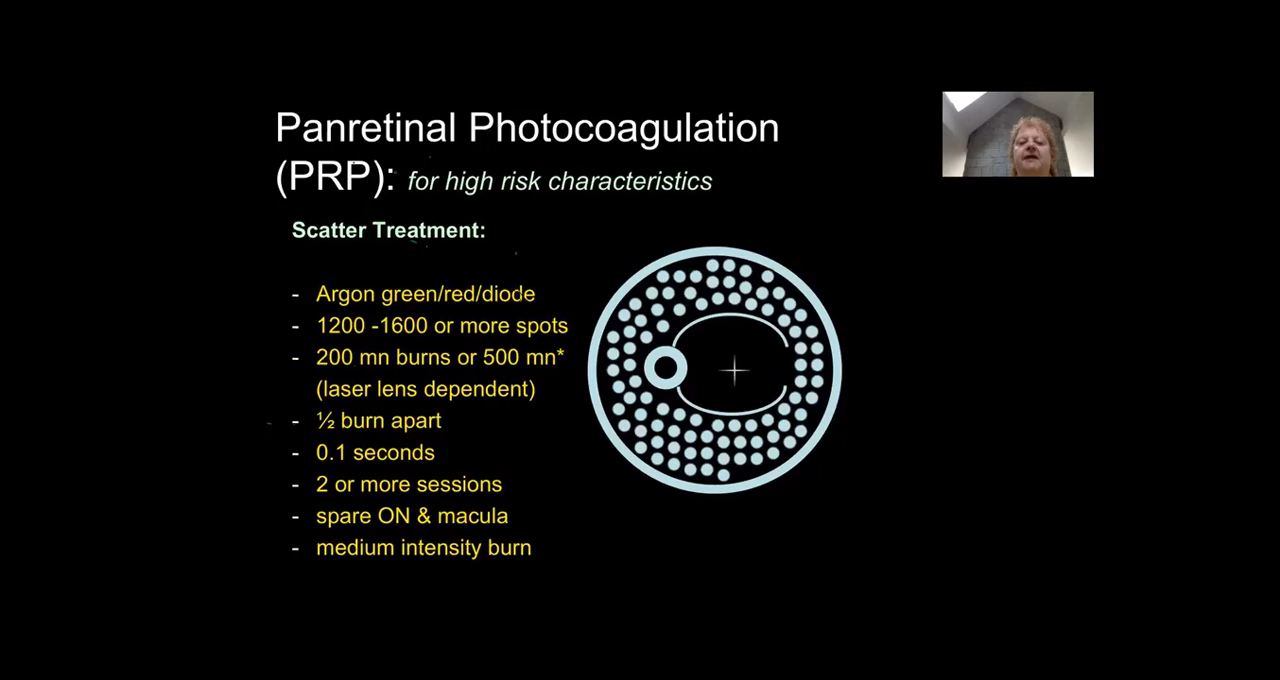 Panretinal Photocoagulation
(PRP): for high risk characteristics
Scatter Treatment:
- Argon green/red/diode
- 1200 -1600 or more spots
- 200 mn burns or 500 mn*
(laser lens dependent)
- ½ burn apart
- 0.1 seconds
- 2 or more sessions
- spare ON & macula
- medium intensity burn